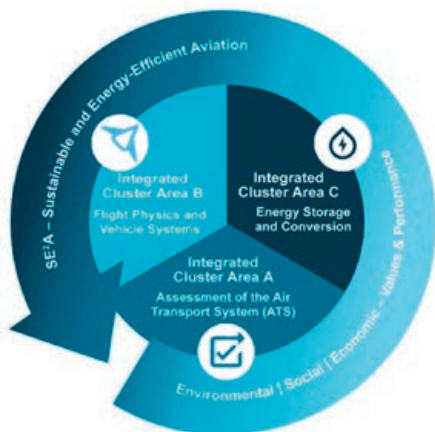 SE²A – Sustainable and Energy-Efficient Aviation
Integrated
Cluster Area B
Flight Physics and
Vehicle Systems
Integrated
Cluster Area C
Energy Storage
and Conversion
Integrated
Cluster Area A
Assessment of the Air
Transport System (ATS)
Environmental | Social | Economic - Values & Performance